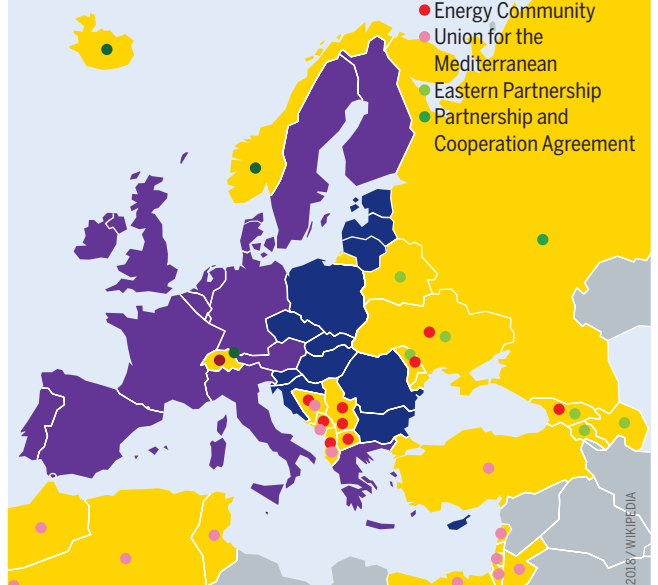 Energy Community
Union for the
Mediterranean
Eastern Partnership
Partnership and
Cooperation Agreement
2018/ WIKIPEDIA